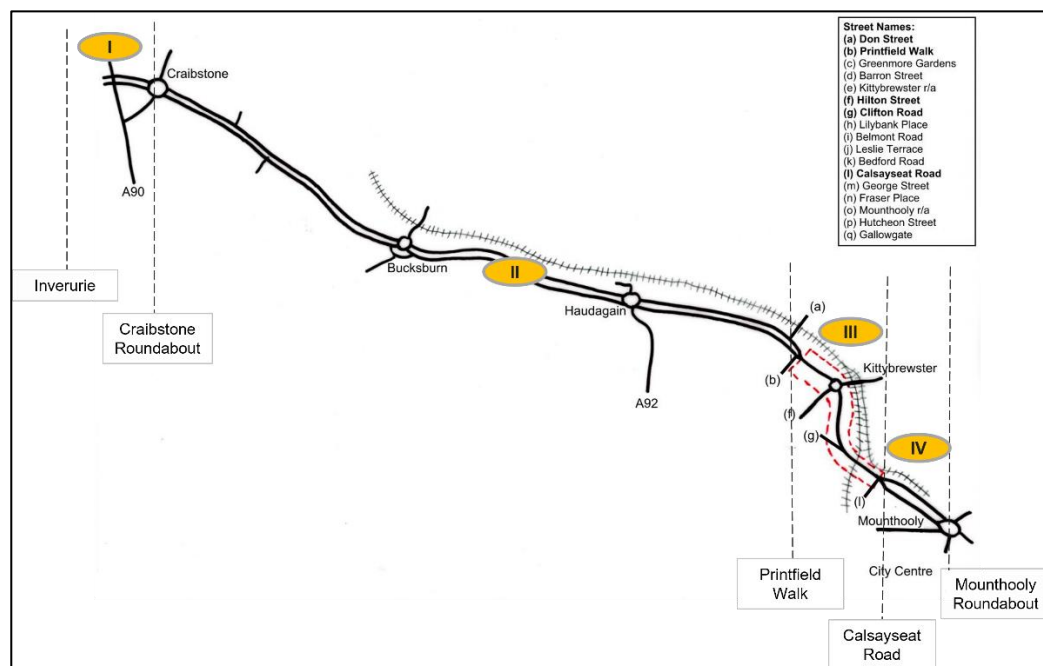 Street Names:
(a) Don Street
(b) Printfield Walk
(c) Greenmore Gardens
(d) Barron Street
(e) Kittybrewster r/a
(f) Hilton Street
(g) Clifton Road
(h) Lilybank Place
(i) Belmont Road
(j) Leslie Terrace
(k) Bedford Road
(l) Calsayseat Road
(m) George Street
(n) Fraser Place
(o) Mounthooly r/a
(p) Hutcheon Street
(q) Gallowgate
I
Craibstone
A90
Inverurie
Craibstone
Roundabout
Bucksburn
II
Haudagain
A92
(a)
III
(b)
Kittybrewster
(f)
(g)
IV
(l)
Mounthooly
City Centre
Printfield
Walk
Mounthooly
Roundabout
Calsayseat
Road